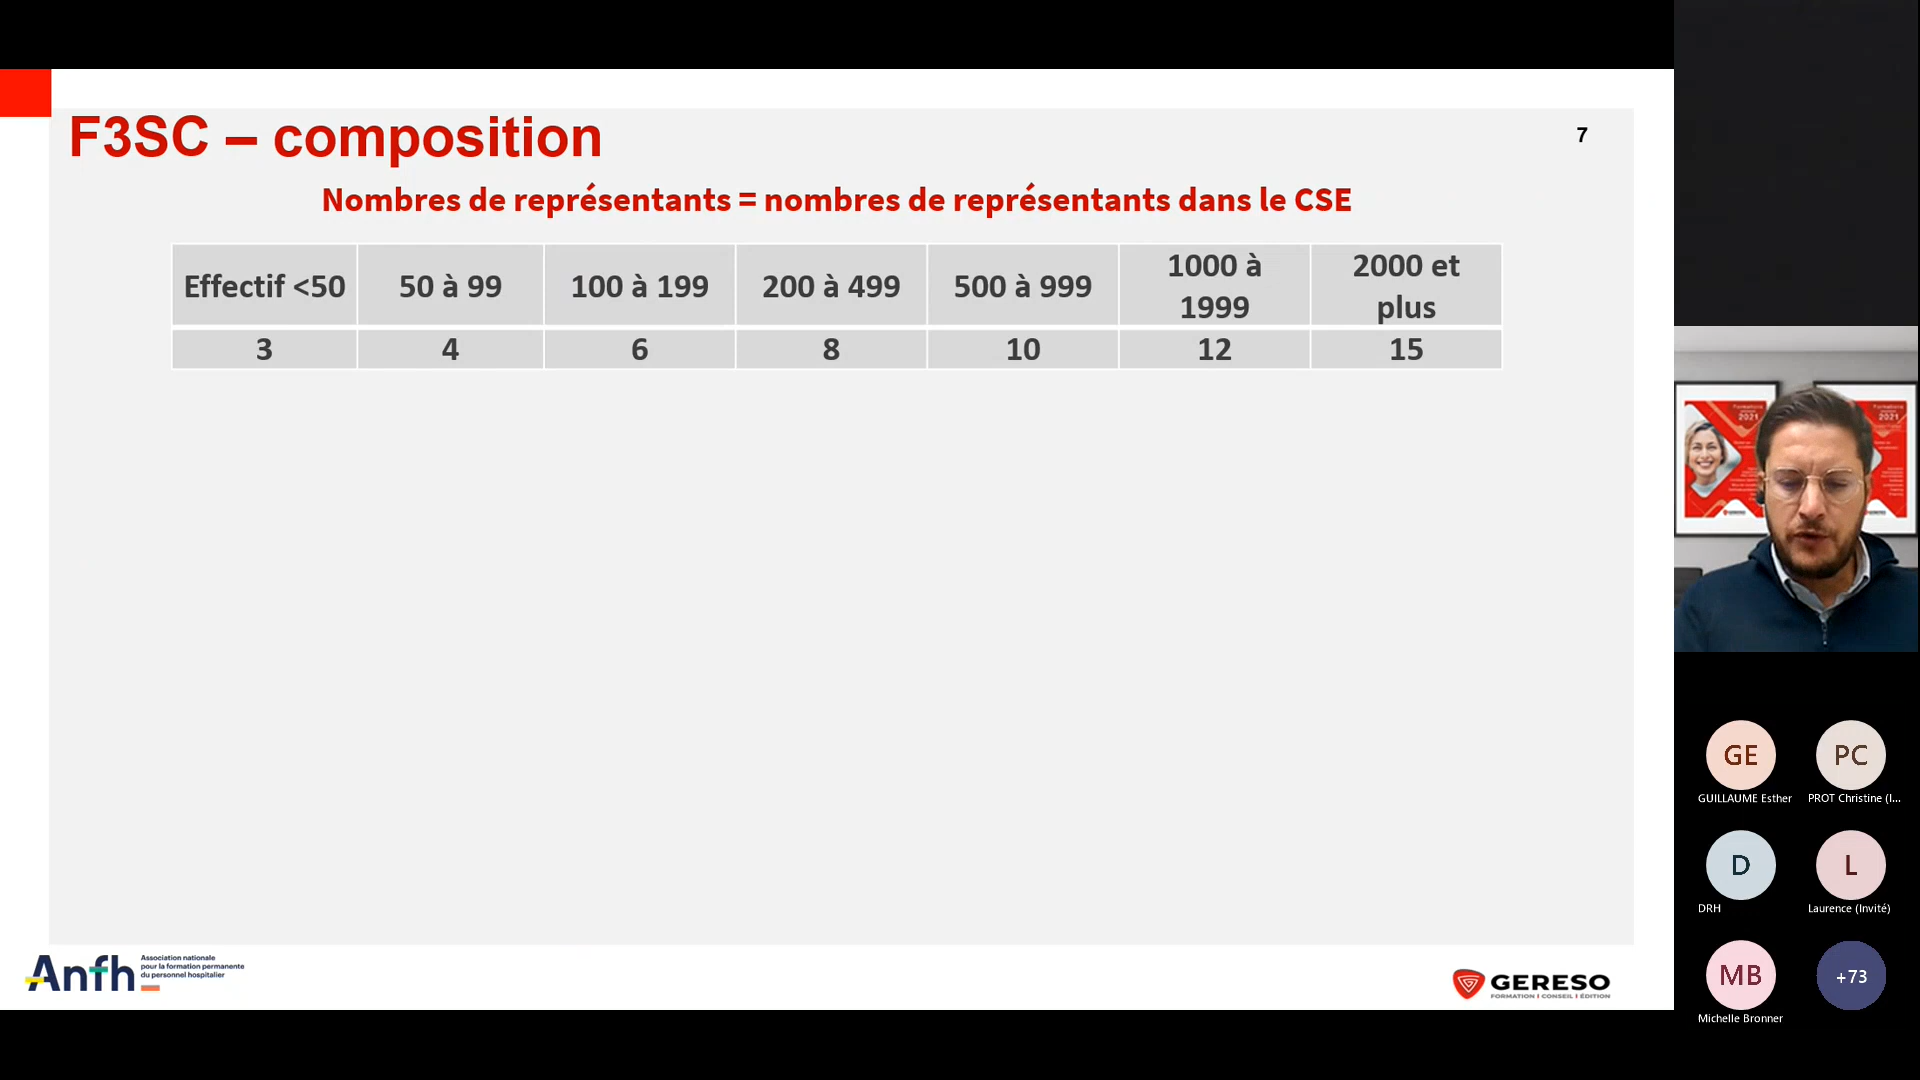 F3SC – composition
7
Nombres de représentants = nombres de représentants dans le CSE
Effectif <50
50 à 99
100 à 199
200 à 499
500 à 999
1000 à
1999
2000 et
plus
3
4
6
8
10
12
15
Anfh
Association nationale
pour la formation permanente
du personnel hospitalier
GERESO
FORMATION I CONSEIL I ÉDITION
Formations
2021
2021
GE
PC
GUILLAUME Esther
PROT Christine (I...
D
L
DRH
Laurence (Invité)
MB
+73
Michelle Bronner